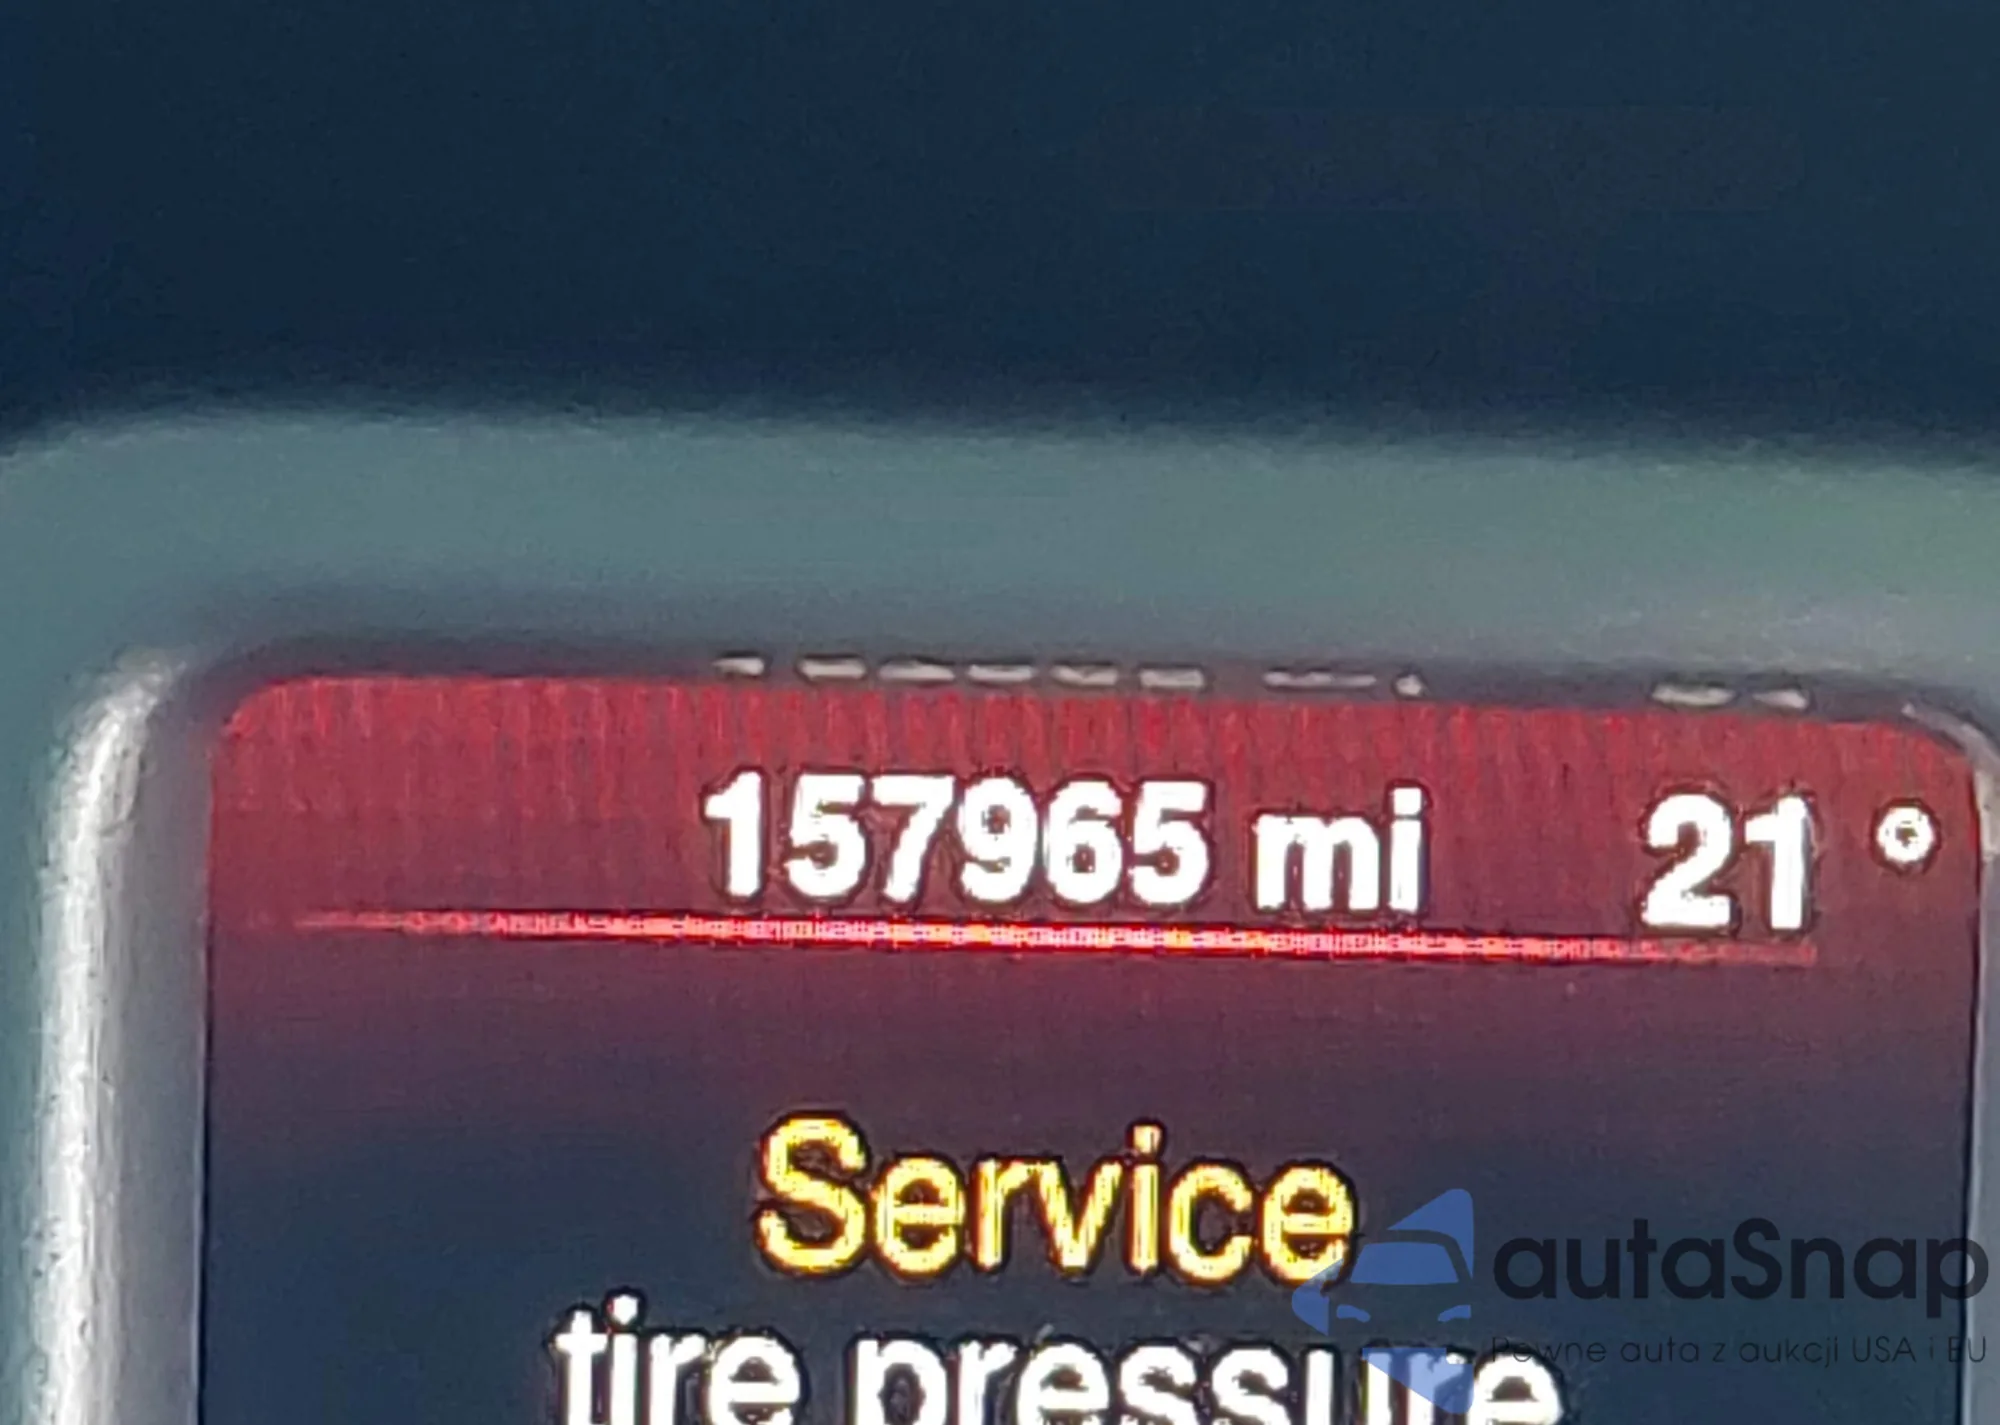 157965 mi 21 °
Service
tire pressure
autaSnap
Pewne auta z aukcji USA i EU